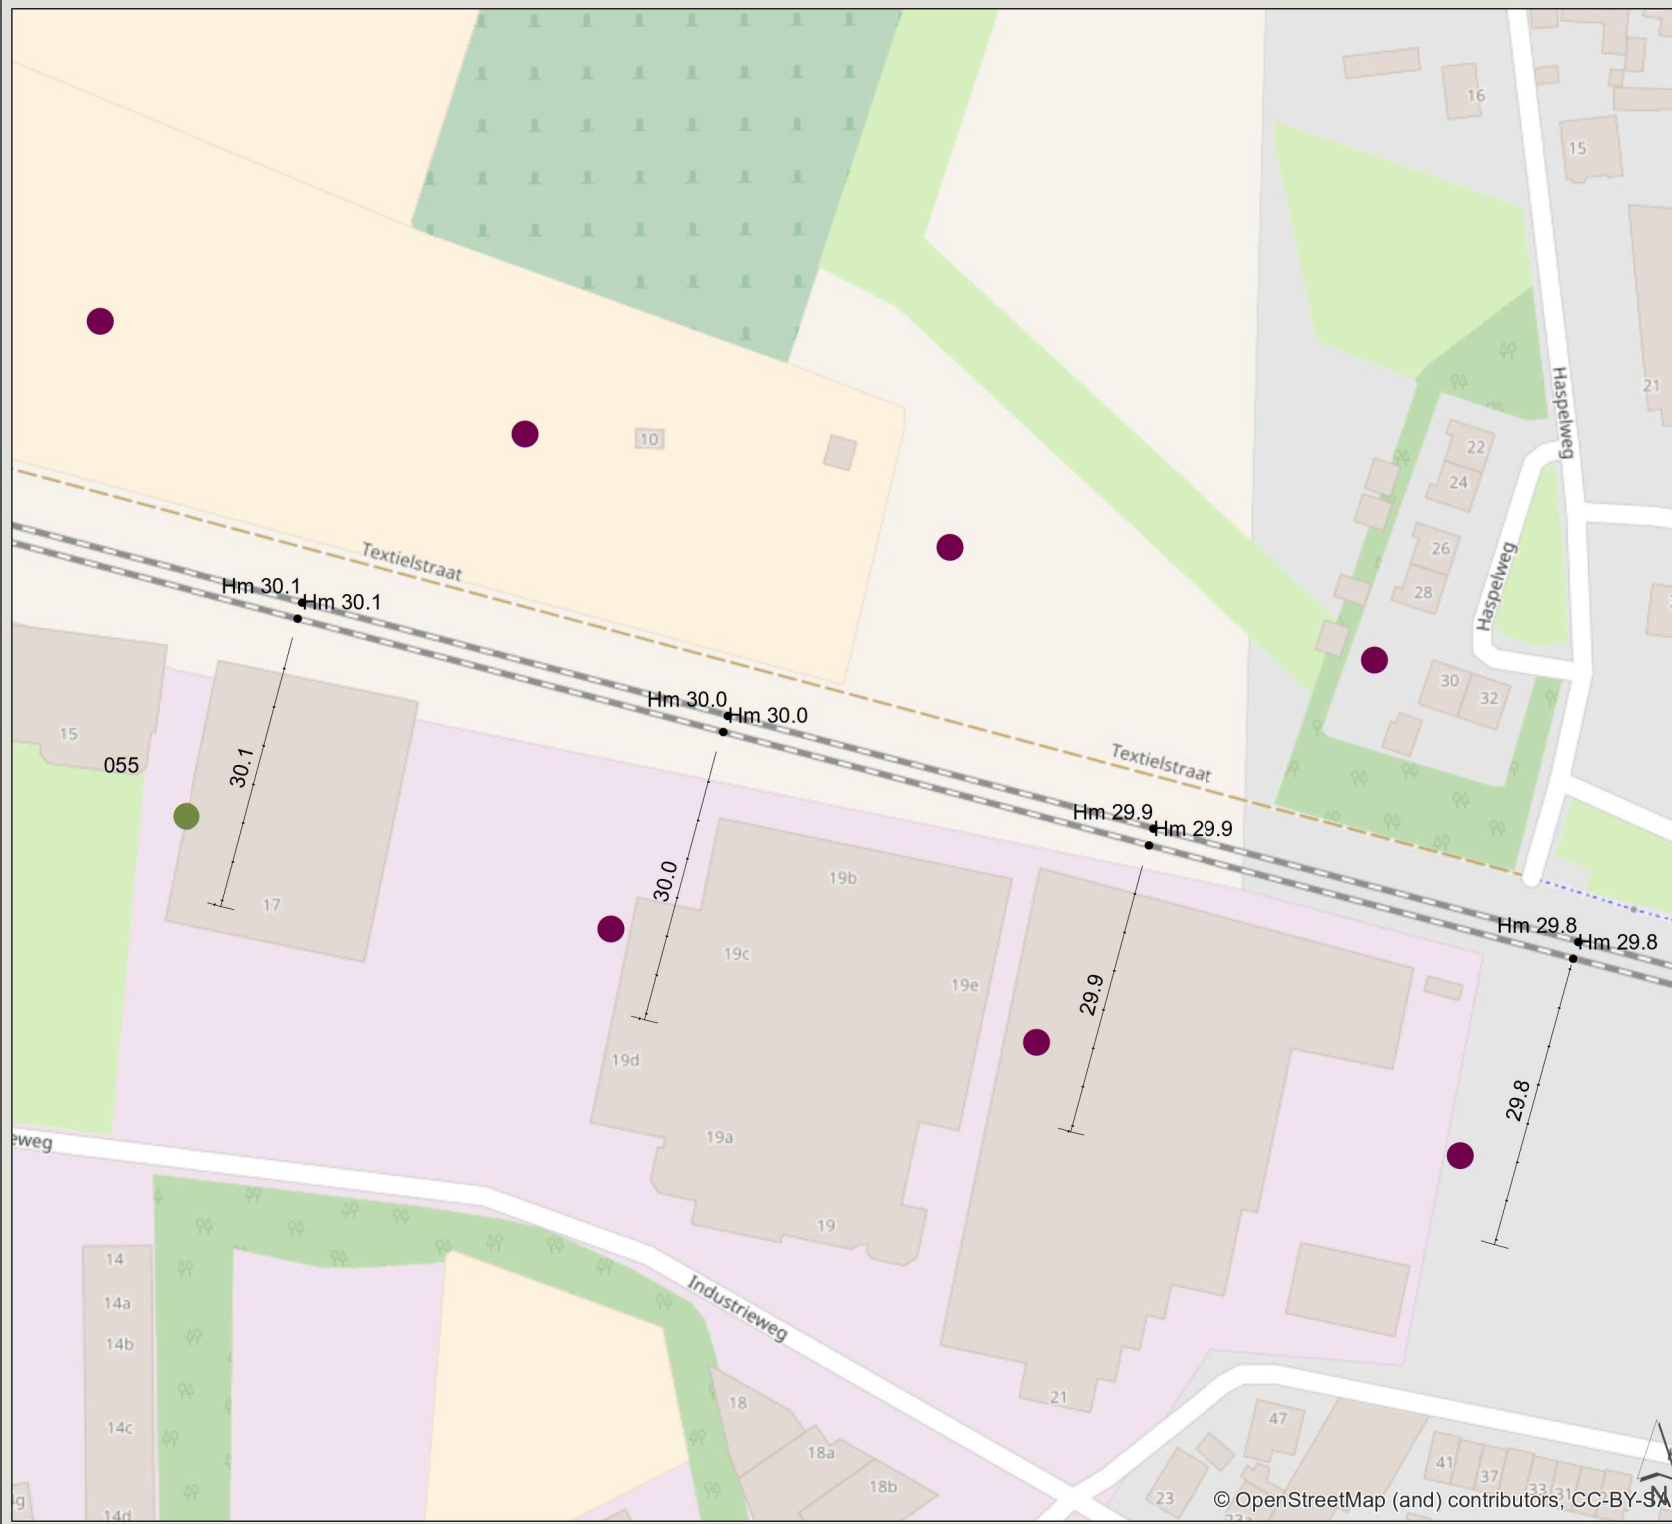 16
15
21
Haspelweg
22
24
10
26
28
Haspelweg
Textielstraat
Hm 30.1
Hm 30.1
30
32
Hm 30.0
Hm 30.0
15
055
30.1
Textielstraat
Hm 29.9
Hm 29.9
17
30.0
19b
19c
19e
29.9
Hm 29.8
Hm 29.8
19d
29.8
19a
eweg
19
14
14a
14b
14c
14d
Industrieweg
18
18a
18b
21
47
41
37
33
31
23
23a
N
© OpenStreetMap (and) contributors, CC-BY-SA